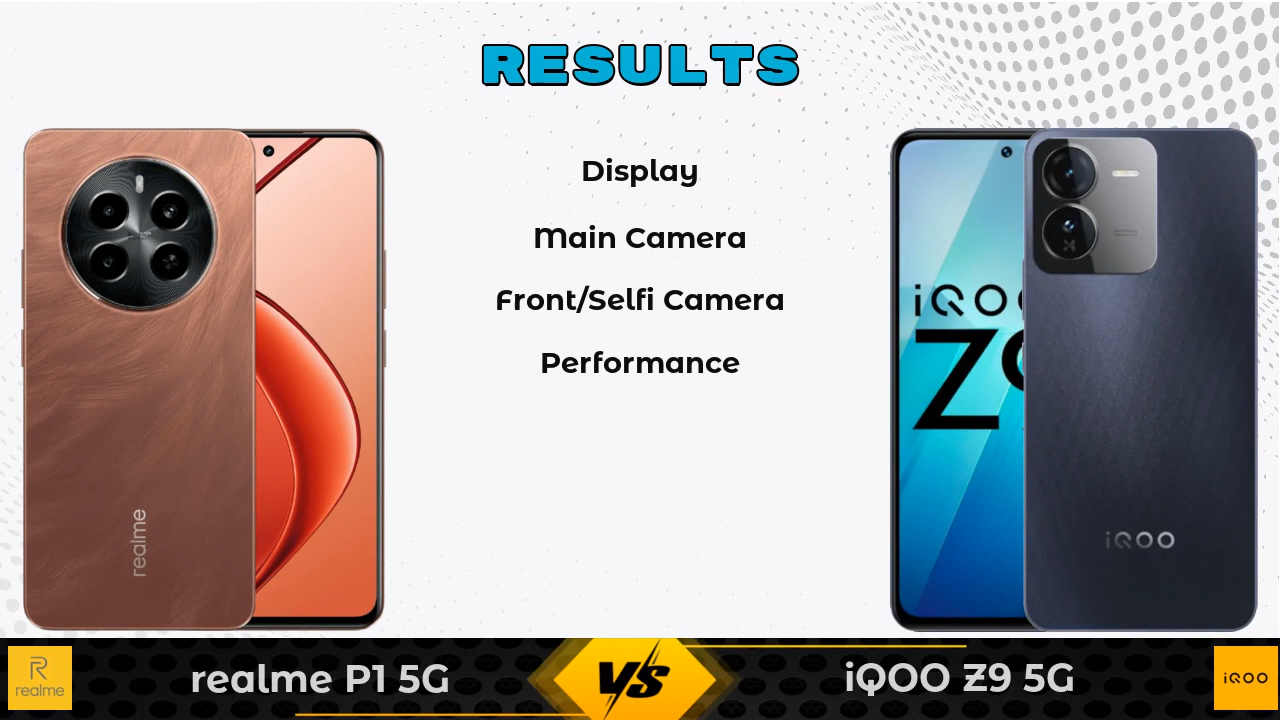 RESULTS
Display
Main Camera
Front/Selfi Camera
Performance
realme
iQOO
Z9
iQOO
realme
realme P1 5G
VS
iQOO Z9 5G
iQOO